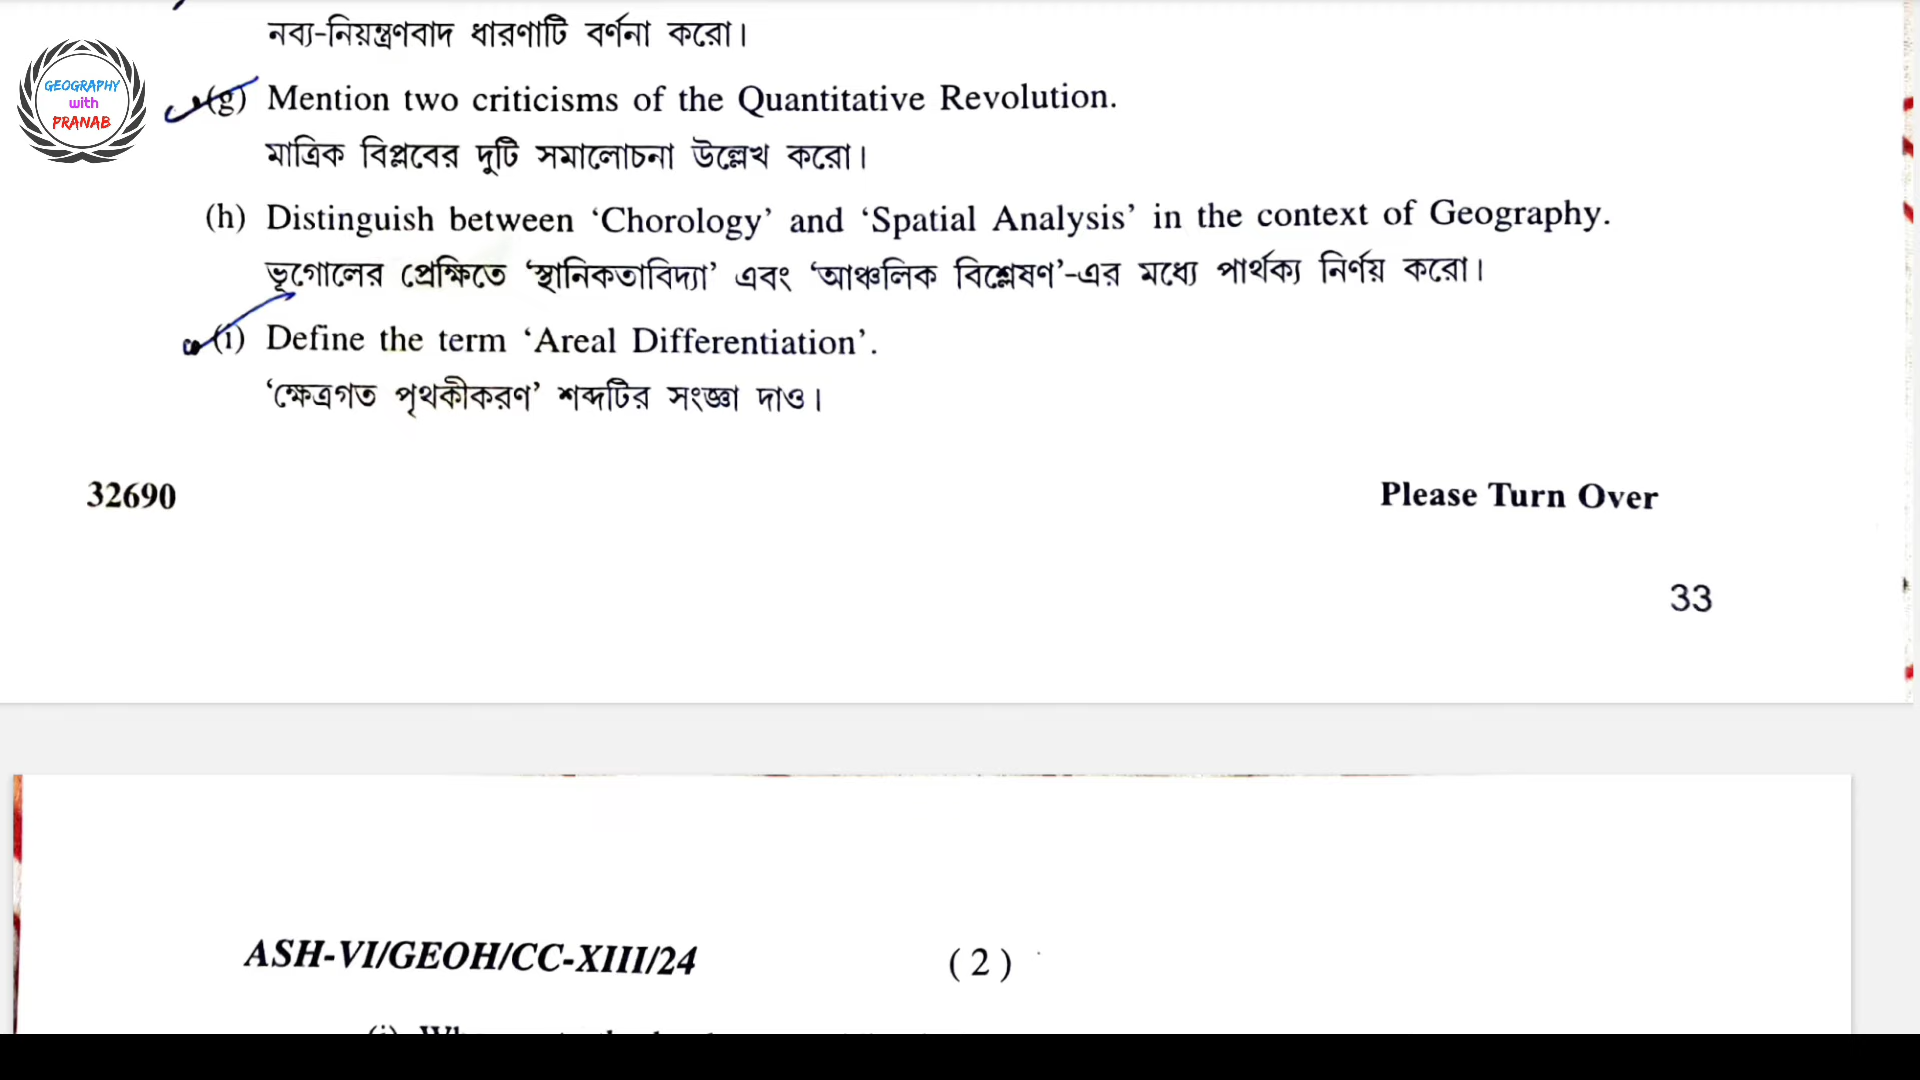 নব্য-নিয়ন্ত্রণবাদ ধারণাটি বর্ণনা করো।
GEOGRAPHY
with
PRANAB
(g) Mention two criticisms of the Quantitative Revolution.
মাত্রিক বিপ্লবের দুটি সমালোচনা উল্লেখ করো।
(h) Distinguish between ‘Chorology’ and ‘Spatial Analysis’ in the context of Geography.
ভূগোলের প্রেক্ষিতে ‘স্থানিকতাবিদ্যা’ এবং ‘আঞ্চলিক বিশ্লেষণ’-এর মধ্যে পার্থক্য নির্ণয় করো।
(i) Define the term ‘Areal Differentiation’.
‘ক্ষেত্রগত পৃথকীকরণ’ শব্দটির সংজ্ঞা দাও।
32690 Please Turn Over
33
ASH-VI/GEOH/CC-XIII/24 (2)